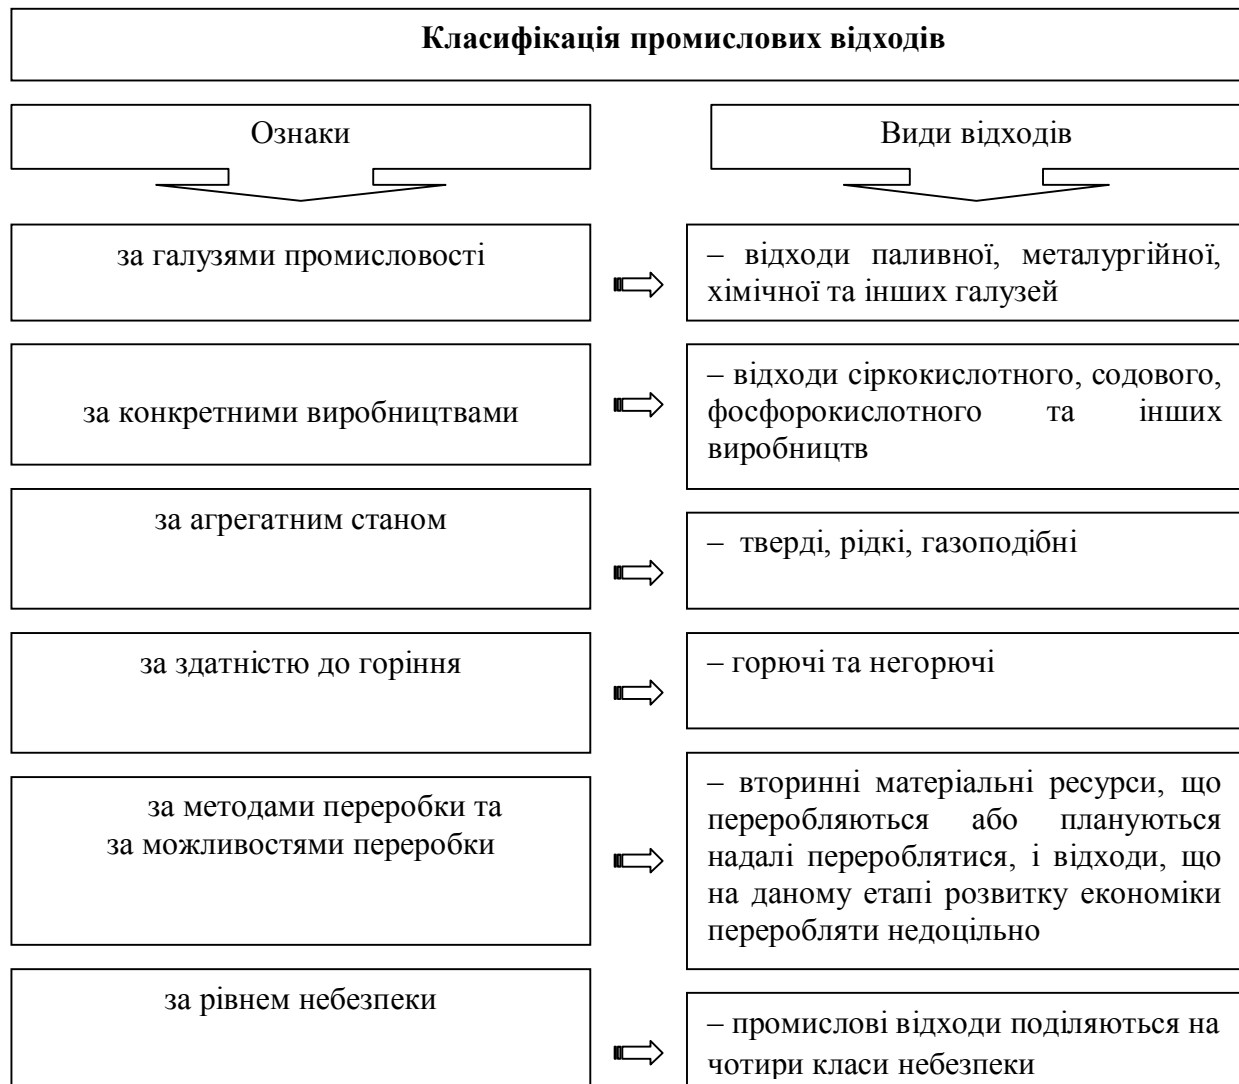 Класифікація промислових відходів
Ознаки
Види відходів
за галузями промисловості
– відходи паливної, металургійної,
хімічної та інших галузей
за конкретними виробництвами
– відходи сіркокислотного, содового,
фосфорокислотного та інших
виробництв
за агрегатним станом
– тверді, рідкі, газоподібні
за здатністю до горіння
– горючі та негорючі
за методами переробки та
за можливостями переробки
– вторинні матеріальні ресурси, що
переробляються або плануються
надалі перероблятися, і відходи, що
на даному етапі розвитку економіки
переробляти недоцільно
за рівнем небезпеки
– промислові відходи поділяються на
чотири класи небезпеки